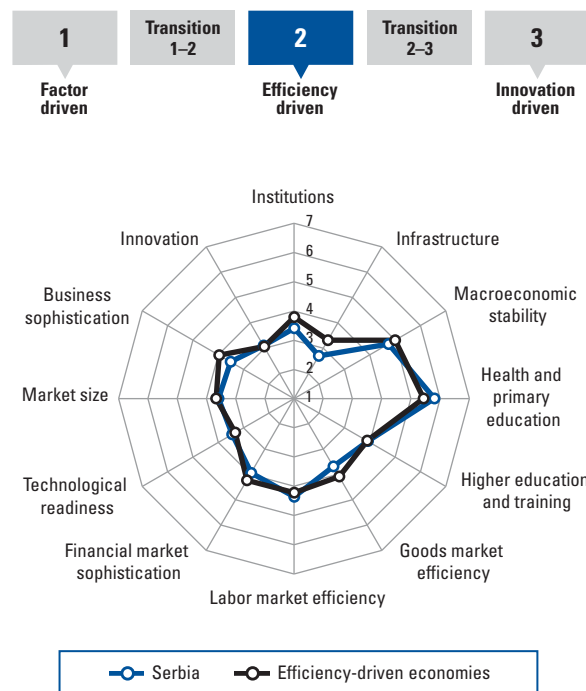 1
Transition
1–2
2
Transition
2–3
3
Factor
driven
Efficiency
driven
Innovation
driven
Institutions
7
Innovation
6
Infrastructure
5
Business
sophistication
4
Macroeconomic
stability
3
2
Market size
1
Health and
primary
education
Technological
readiness
Higher education
and training
Financial market
sophistication
Goods market
efficiency
Labor market efficiency
Serbia
Efficiency-driven economies